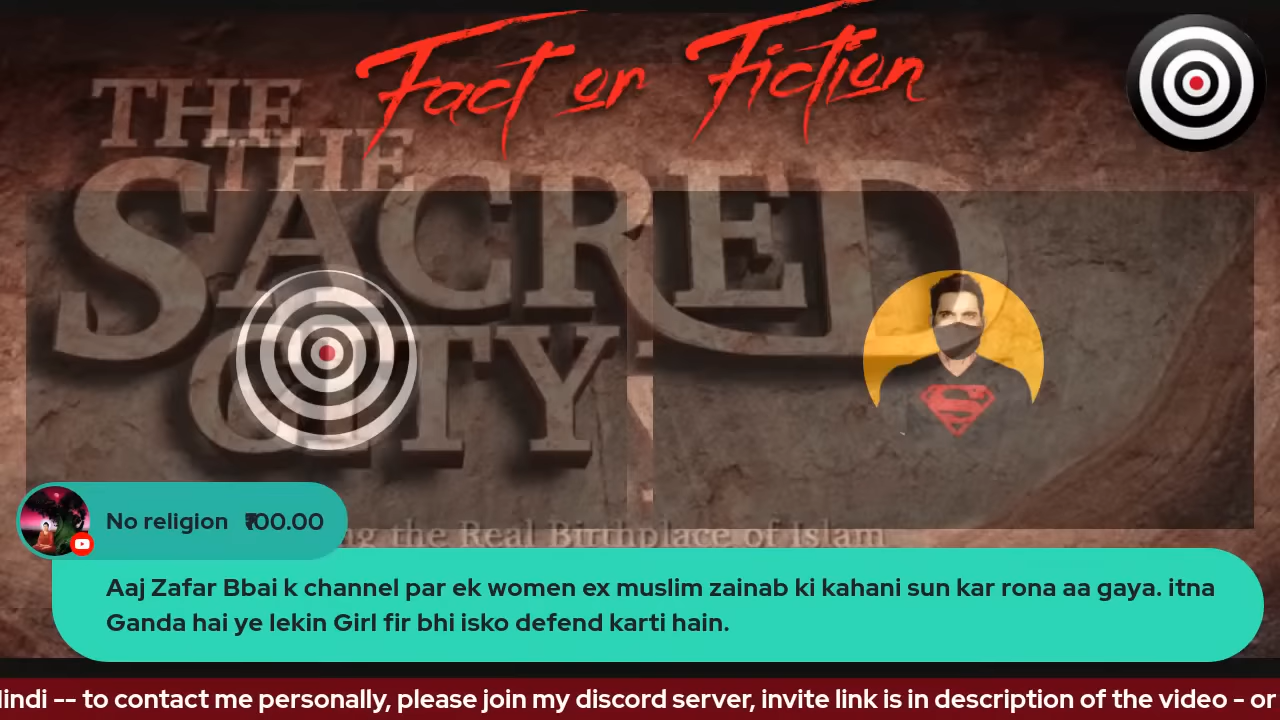 Fact or Fiction
THE
THE
SACRED
CITY
ng the Real Birthplace of Islam
No religion ₹100.00
Aaj Zafar Bbai k channel par ek women ex muslim zainab ki kahani sun kar rona aa gaya. itna
Ganda hai ye lekin Girl fir bhi isko defend karti hain.
lindi -- to contact me personally, please join my discord server, invite link is in description of the video - or